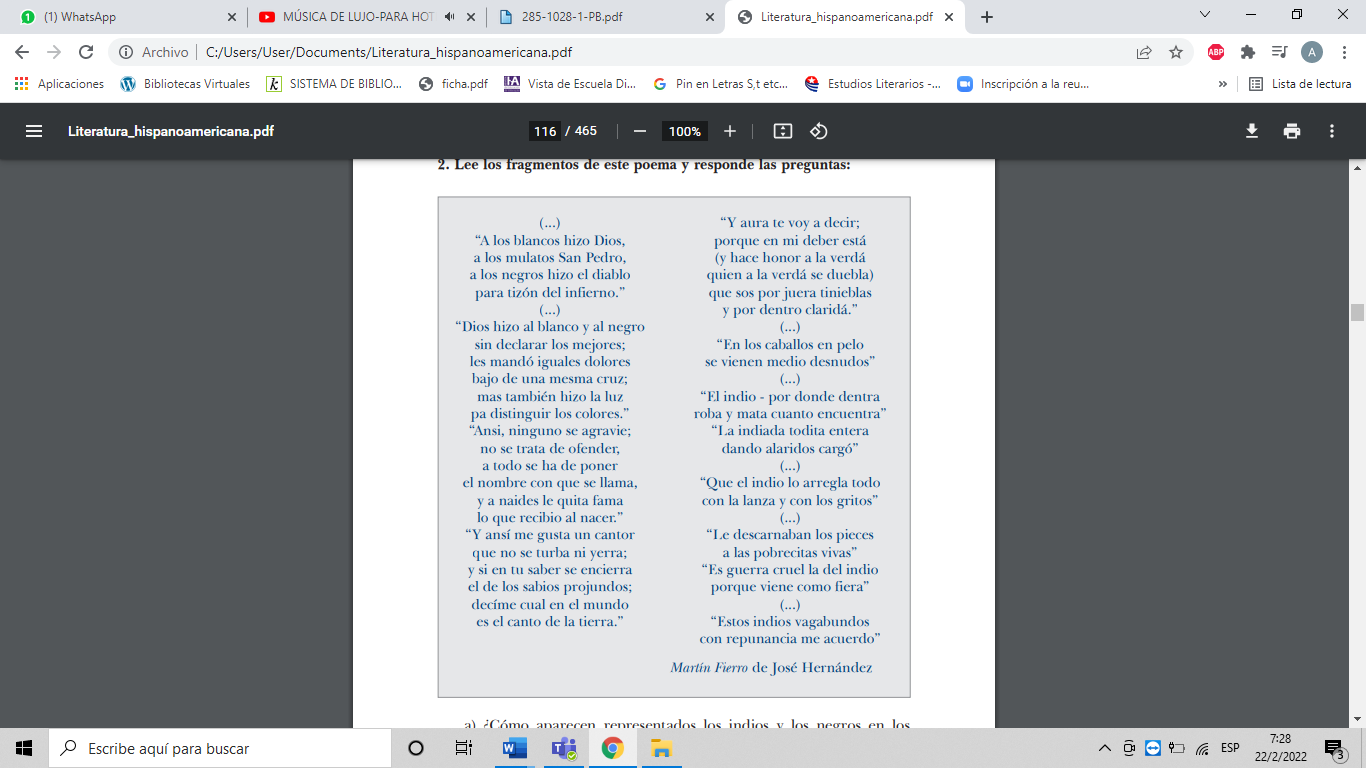 (1) WhatsApp
MÚSICA DE LUJO-PARA HOT
285-1028-1-PB.pdf
Literatura_hispanoamericana.pdf
Archivo
C:/Users/User/Documents/Literatura_hispanoamericana.pdf
ABP
A
Aplicaciones
Bibliotecas Virtuales
SISTEMA DE BIBLIO...
ficha.pdf
Vista de Escuela Di...
Pin en Letras S,t etc...
Estudios Literarios -...
Inscripción a la reu...
»
Lista de lectura
Literatura_hispanoamericana.pdf
116 / 465
100%
2. Lee los fragmentos de este poema y responde las preguntas:
(...)
“A los blancos hizo Dios,
a los mulatos San Pedro,
a los negros hizo el diablo
para tizón del infierno.”
(...)
“Dios hizo al blanco y al negro
sin declarar los mejores;
les mandó iguales dolores
bajo de una mesma cruz;
mas también hizo la luz
pa distinguir los colores.”
“Ansi, ninguno se agravie;
no se trata de ofender,
a todo se ha de poner
el nombre con que se llama,
y a naides le quita fama
lo que recibio al nacer.”
“Y ansí me gusta un cantor
que no se turba ni yerra;
y si en tu saber se encierra
el de los sabios projundos;
decíme cual en el mundo
es el canto de la tierra.”
“Y aura te voy a decir;
porque en mi deber está
(y hace honor a la verdá
quien a la verdá se duebla)
que sos por juera tinieblas
y por dentro claridá.”
(...)
“En los caballos en pelo
se vienen medio desnudos”
(...)
“El indio - por donde dentra
roba y mata cuanto encuentra”
“La indiada todita entera
dando alaridos cargó”
(...)
“Que el indio lo arregla todo
con la lanza y con los gritos”
(...)
“Le descarnaban los pieces
a las pobrecitas vivas”
“Es guerra cruel la del indio
porque viene como fiera”
(...)
“Estos indios vagabundos
con repunancia me acuerdo”
Martín Fierro de José Hernández
a) ¿Cómo aparecen representados los indios y los negros en los
Escribe aquí para buscar
ESP
7:28
22/2/2022
3